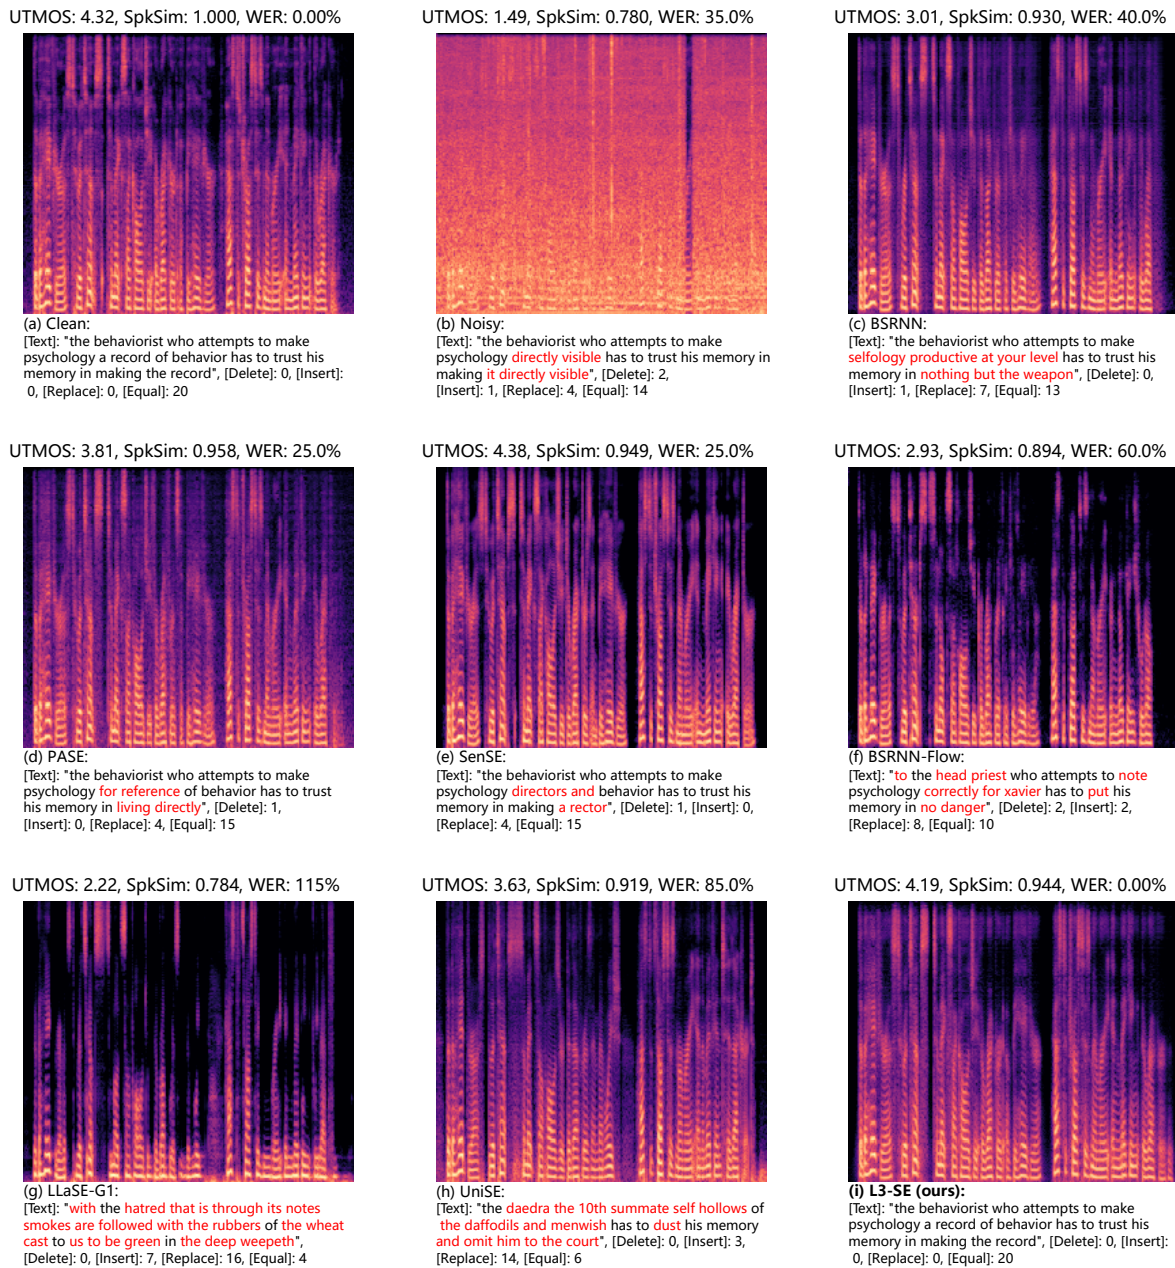 UTMOS: 4.32, SpkSim: 1.000, WER: 0.00%
(a) Clean:
[Text]: "the behaviorist who attempts to make
psychology a record of behavior has to trust his
memory in making the record", [Delete]: 0, [Insert]:
0, [Replace]: 0, [Equal]: 20
UTMOS: 1.49, SpkSim: 0.780, WER: 35.0%
(b) Noisy:
[Text]: "the behaviorist who attempts to make
psychology directly visible has to trust his memory in
making it directly visible", [Delete]: 2,
[Insert]: 1, [Replace]: 4, [Equal]: 14
UTMOS: 3.01, SpkSim: 0.930, WER: 40.0%
(c) BSRNN:
[Text]: "the behaviorist who attempts to make
selfology productive at your level has to trust his
memory in nothing but the weapon", [Delete]: 0,
[Insert]: 1, [Replace]: 7, [Equal]: 13
UTMOS: 3.81, SpkSim: 0.958, WER: 25.0%
(d) PASE:
[Text]: "the behaviorist who attempts to make
psychology for reference of behavior has to trust
his memory in living directly", [Delete]: 1,
[Insert]: 0, [Replace]: 4, [Equal]: 15
UTMOS: 4.38, SpkSim: 0.949, WER: 25.0%
(e) SenSE:
[Text]: "the behaviorist who attempts to make
psychology directors and behavior has to trust his
memory in making a rector", [Delete]: 1, [Insert]: 0,
[Replace]: 4, [Equal]: 15
UTMOS: 2.93, SpkSim: 0.894, WER: 60.0%
(f) BSRNN-Flow:
[Text]: "to the head priest who attempts to note
psychology correctly for xavier has to put his
memory in no danger", [Delete]: 2, [Insert]: 2,
[Replace]: 8, [Equal]: 10
UTMOS: 2.22, SpkSim: 0.784, WER: 115%
(g) LLaSE-G1:
[Text]: "with the hatred that is through its notes
smokes are followed with the rubbers of the wheat
cast to us to be green in the deep weepeth",
[Delete]: 0, [Insert]: 7, [Replace]: 16, [Equal]: 4
UTMOS: 3.63, SpkSim: 0.919, WER: 85.0%
(h) UniSE:
[Text]: "the daedra the 10th summate self hollows of
the daffodils and menwish has to dust his memory
and omit him to the court", [Delete]: 0, [Insert]: 3,
[Replace]: 14, [Equal]: 6
UTMOS: 4.19, SpkSim: 0.944, WER: 0.00%
(i) L3-SE (ours):
[Text]: "the behaviorist who attempts to make
psychology a record of behavior has to trust his
memory in making the record", [Delete]: 0, [Insert]:
0, [Replace]: 0, [Equal]: 20